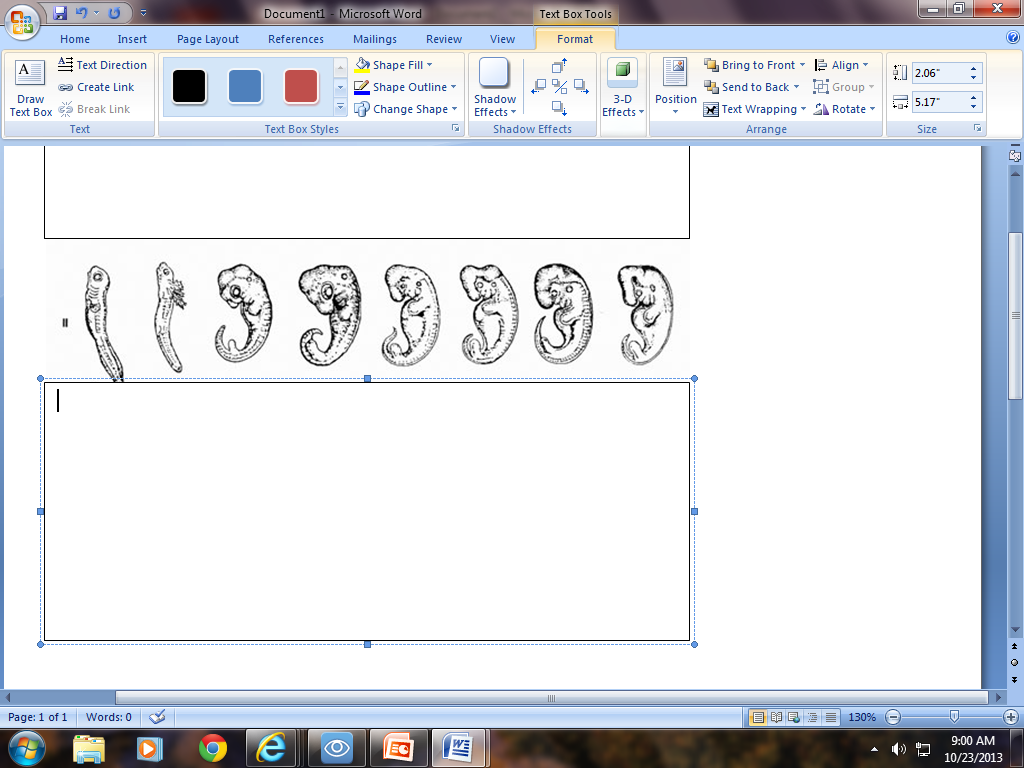 Document1 - Microsoft Word
Text Box Tools
Home Insert Page Layout References Mailings Review View Format
Draw Text Box
Text Direction
Create Link
Break Link
Text
Text Box Styles
Shape Fill
Shape Outline
Change Shape
Shadow Effects
Shadow Effects
3-D Effects
Position
Bring to Front
Send to Back
Text Wrapping
Align
Group
Rotate
Arrange
2.06"
5.17"
Size
II
Page: 1 of 1 Words: 0 130%
9:00 AM
10/23/2013